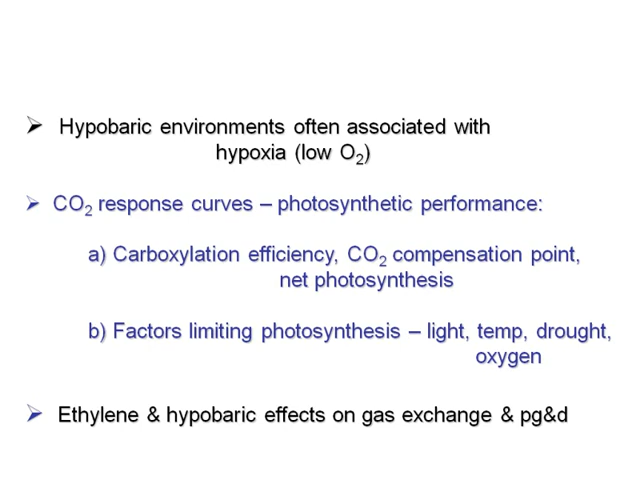 ➢ Hypobaric environments often associated with
hypoxia (low O₂)
➢ CO₂ response curves – photosynthetic performance:
a) Carboxylation efficiency, CO₂ compensation point,
net photosynthesis
b) Factors limiting photosynthesis – light, temp, drought,
oxygen
➢ Ethylene & hypobaric effects on gas exchange & pg&d